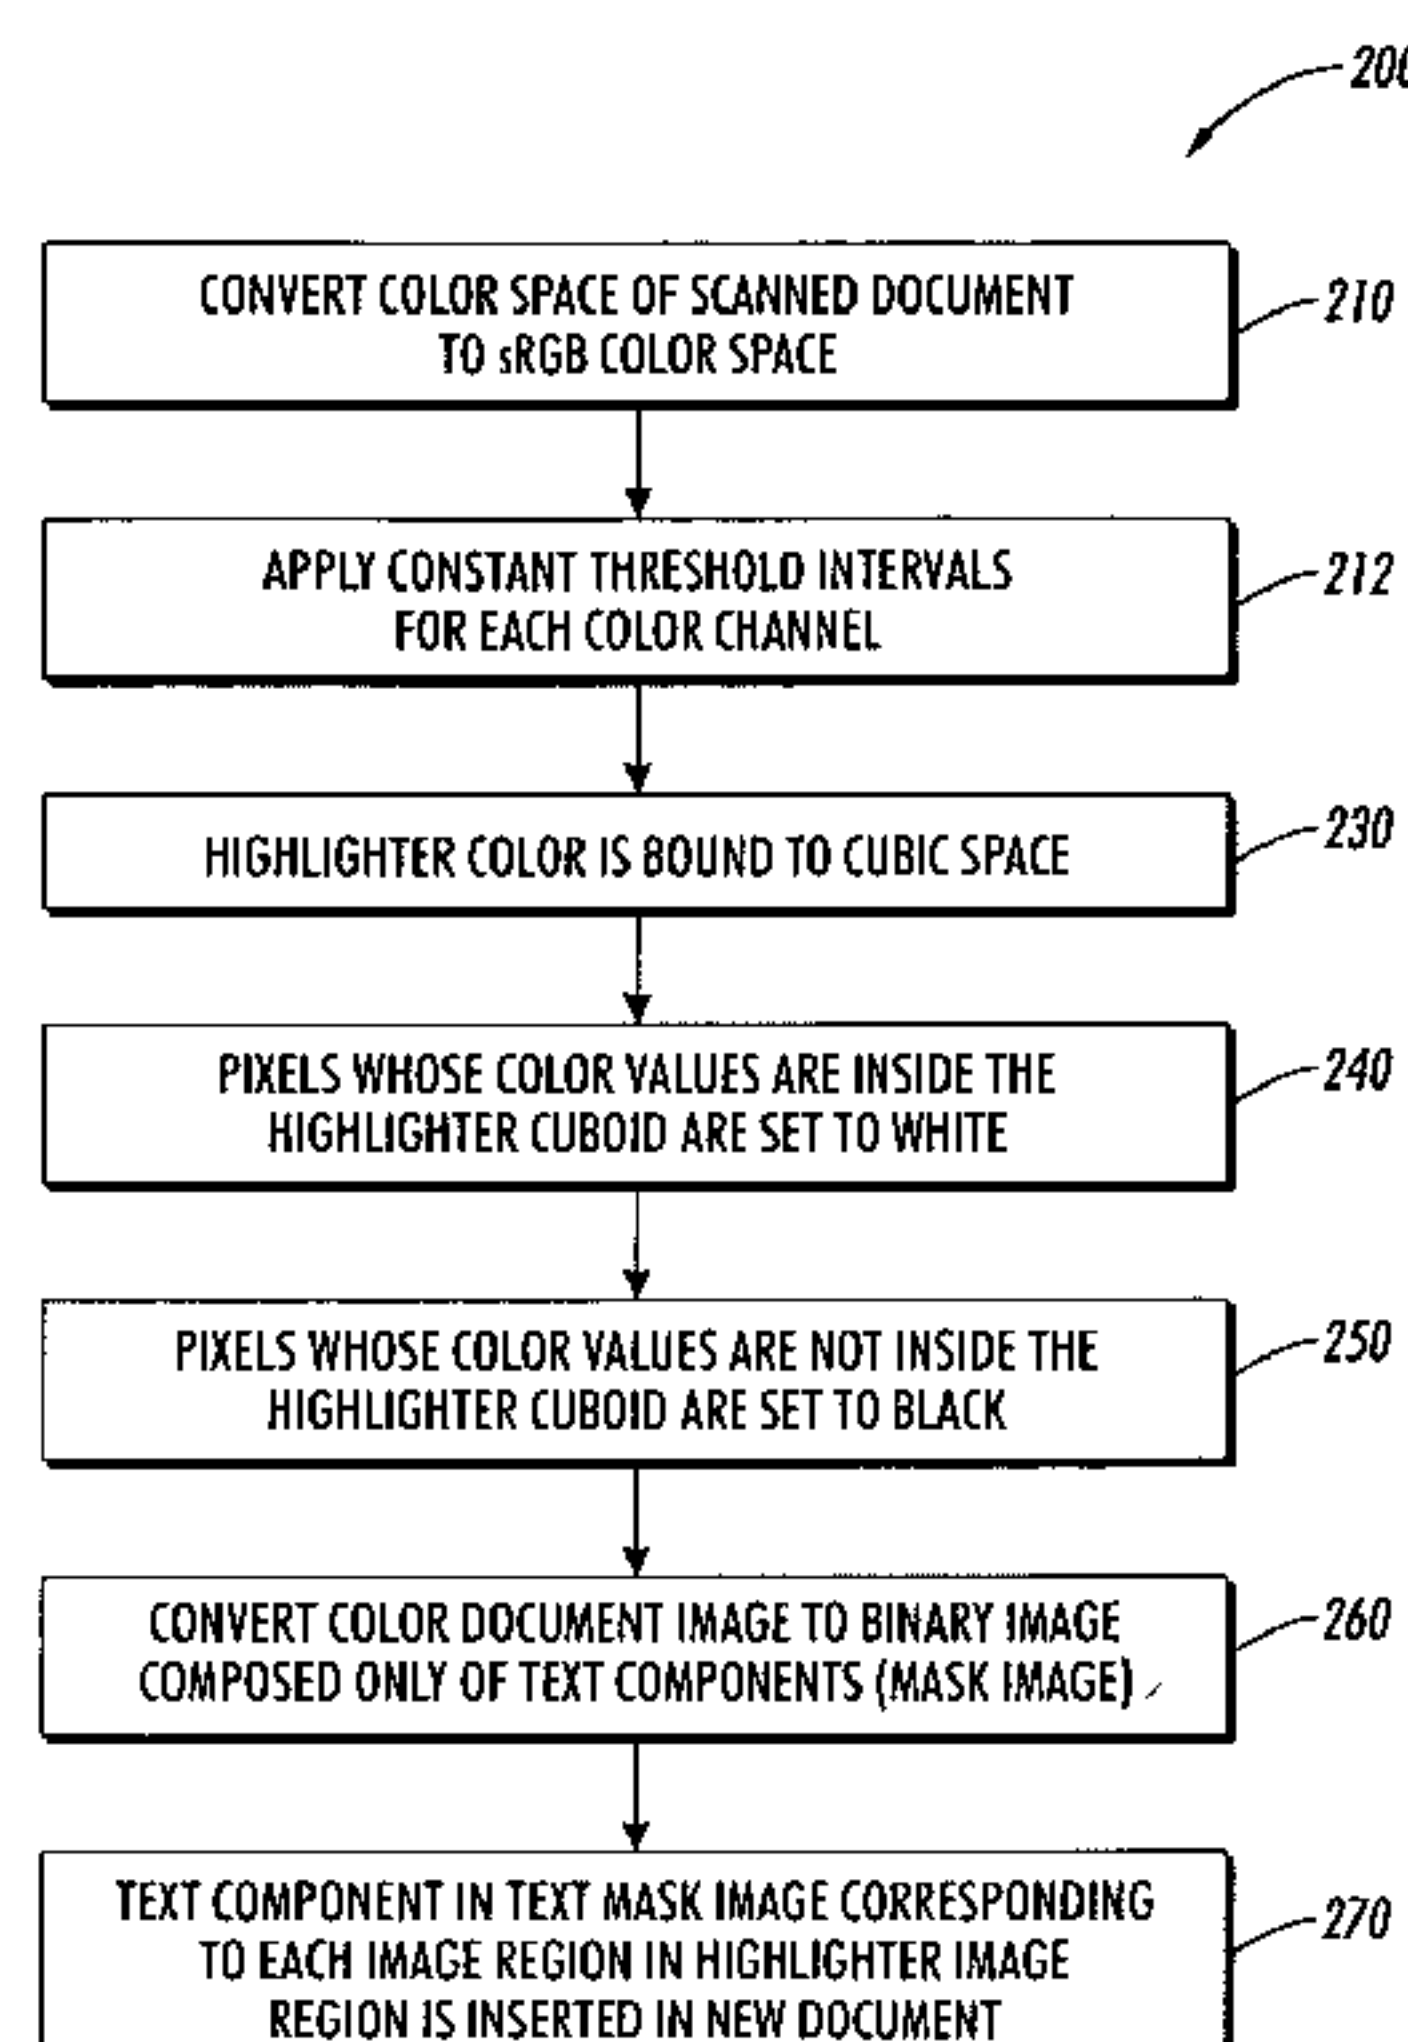 200
CONVERT COLOR SPACE OF SCANNED DOCUMENT
TO sRGB COLOR SPACE
210
APPLY CONSTANT THRESHOLD INTERVALS
FOR EACH COLOR CHANNEL
212
HIGHLIGHTER COLOR IS BOUND TO CUBIC SPACE
230
PIXELS WHOSE COLOR VALUES ARE INSIDE THE
HIGHLIGHTER CUBOID ARE SET TO WHITE
240
PIXELS WHOSE COLOR VALUES ARE NOT INSIDE THE
HIGHLIGHTER CUBOID ARE SET TO BLACK
250
CONVERT COLOR DOCUMENT IMAGE TO BINARY IMAGE
COMPOSED ONLY OF TEXT COMPONENTS (MASK IMAGE)
260
TEXT COMPONENT IN TEXT MASK IMAGE CORRESPONDING
TO EACH IMAGE REGION IN HIGHLIGHTER IMAGE
REGION IS INSERTED IN NEW DOCUMENT
270